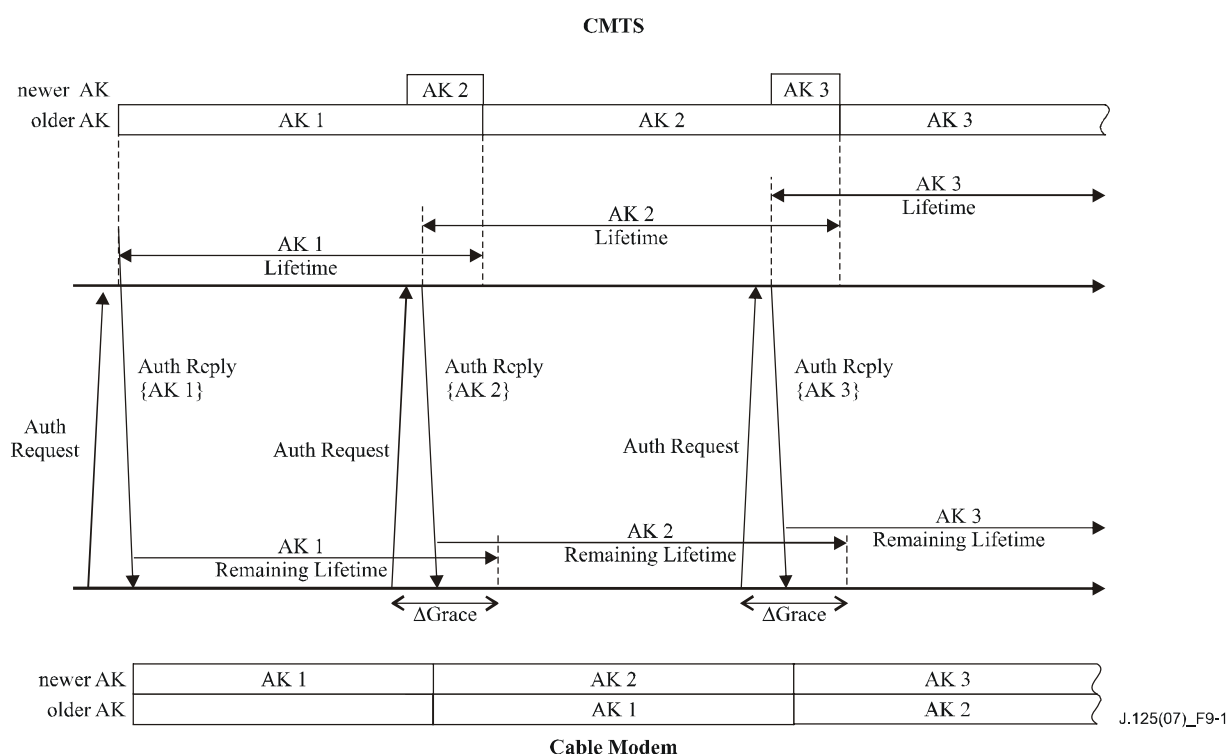 CMTS
newer AK
AK 2
AK 3
older AK
AK 1
AK 2
AK 3
AK 3
Lifetime
AK 2
Lifetime
AK 1
Lifetime
Auth Reply
{AK 1}
Auth Reply
{AK 2}
Auth Reply
{AK 3}
Auth
Request
Auth Request
Auth Request
AK 1
Remaining Lifetime
AK 2
Remaining Lifetime
AK 3
Remaining Lifetime
ΔGrace
ΔGrace
newer AK
AK 1
AK 2
AK 3
older AK
AK 1
AK 2
J.125(07)_F9-1
Cable Modem